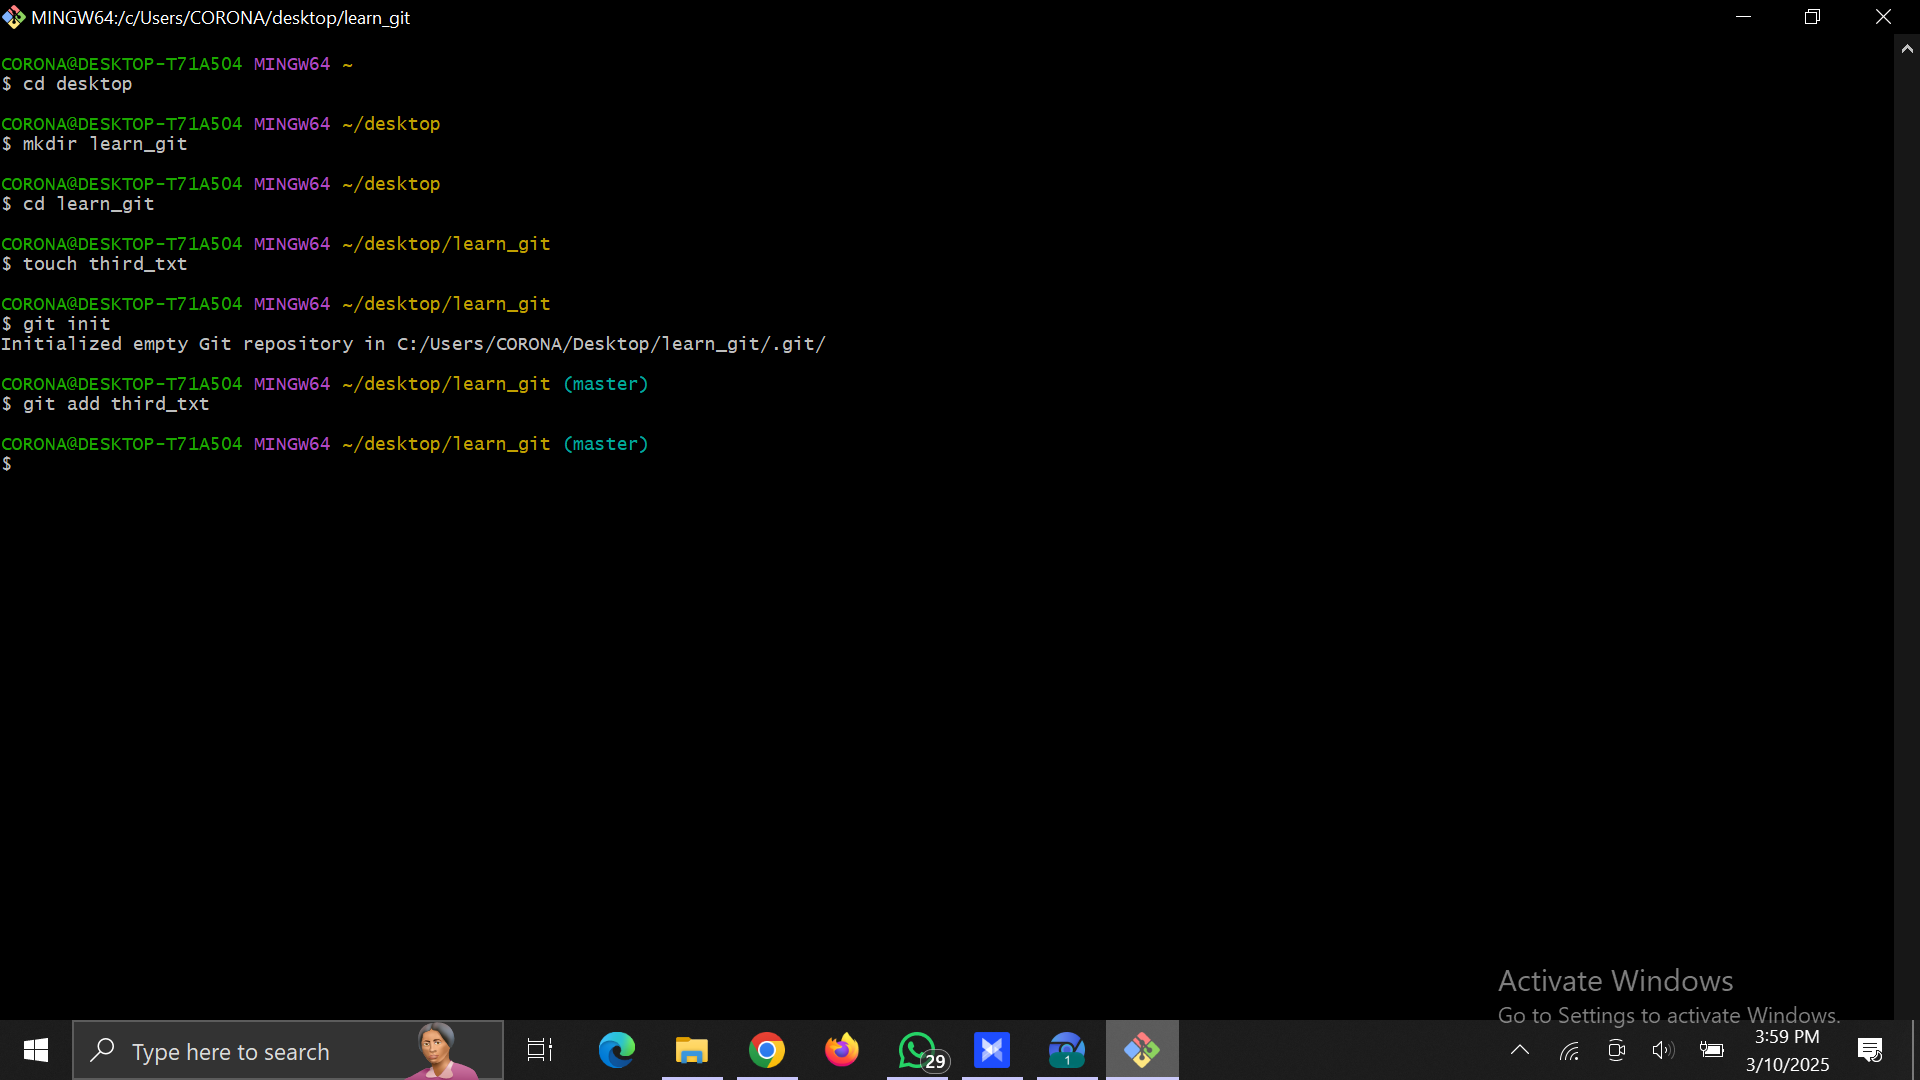 MINGW64:/c/Users/CORONA/desktop/learn_git
CORONA@DESKTOP-T71A504 MINGW64 ~
$ cd desktop
CORONA@DESKTOP-T71A504 MINGW64 ~/desktop
$ mkdir learn_git
CORONA@DESKTOP-T71A504 MINGW64 ~/desktop
$ cd learn_git
CORONA@DESKTOP-T71A504 MINGW64 ~/desktop/learn_git
$ touch third_txt
CORONA@DESKTOP-T71A504 MINGW64 ~/desktop/learn_git
$ git init
Initialized empty Git repository in C:/Users/CORONA/Desktop/learn_git/.git/
CORONA@DESKTOP-T71A504 MINGW64 ~/desktop/learn_git (master)
$ git add third_txt
CORONA@DESKTOP-T71A504 MINGW64 ~/desktop/learn_git (master)
$
Activate Windows
Go to Settings to activate Windows.
Type here to search
29
1
3:59 PM
3/10/2025